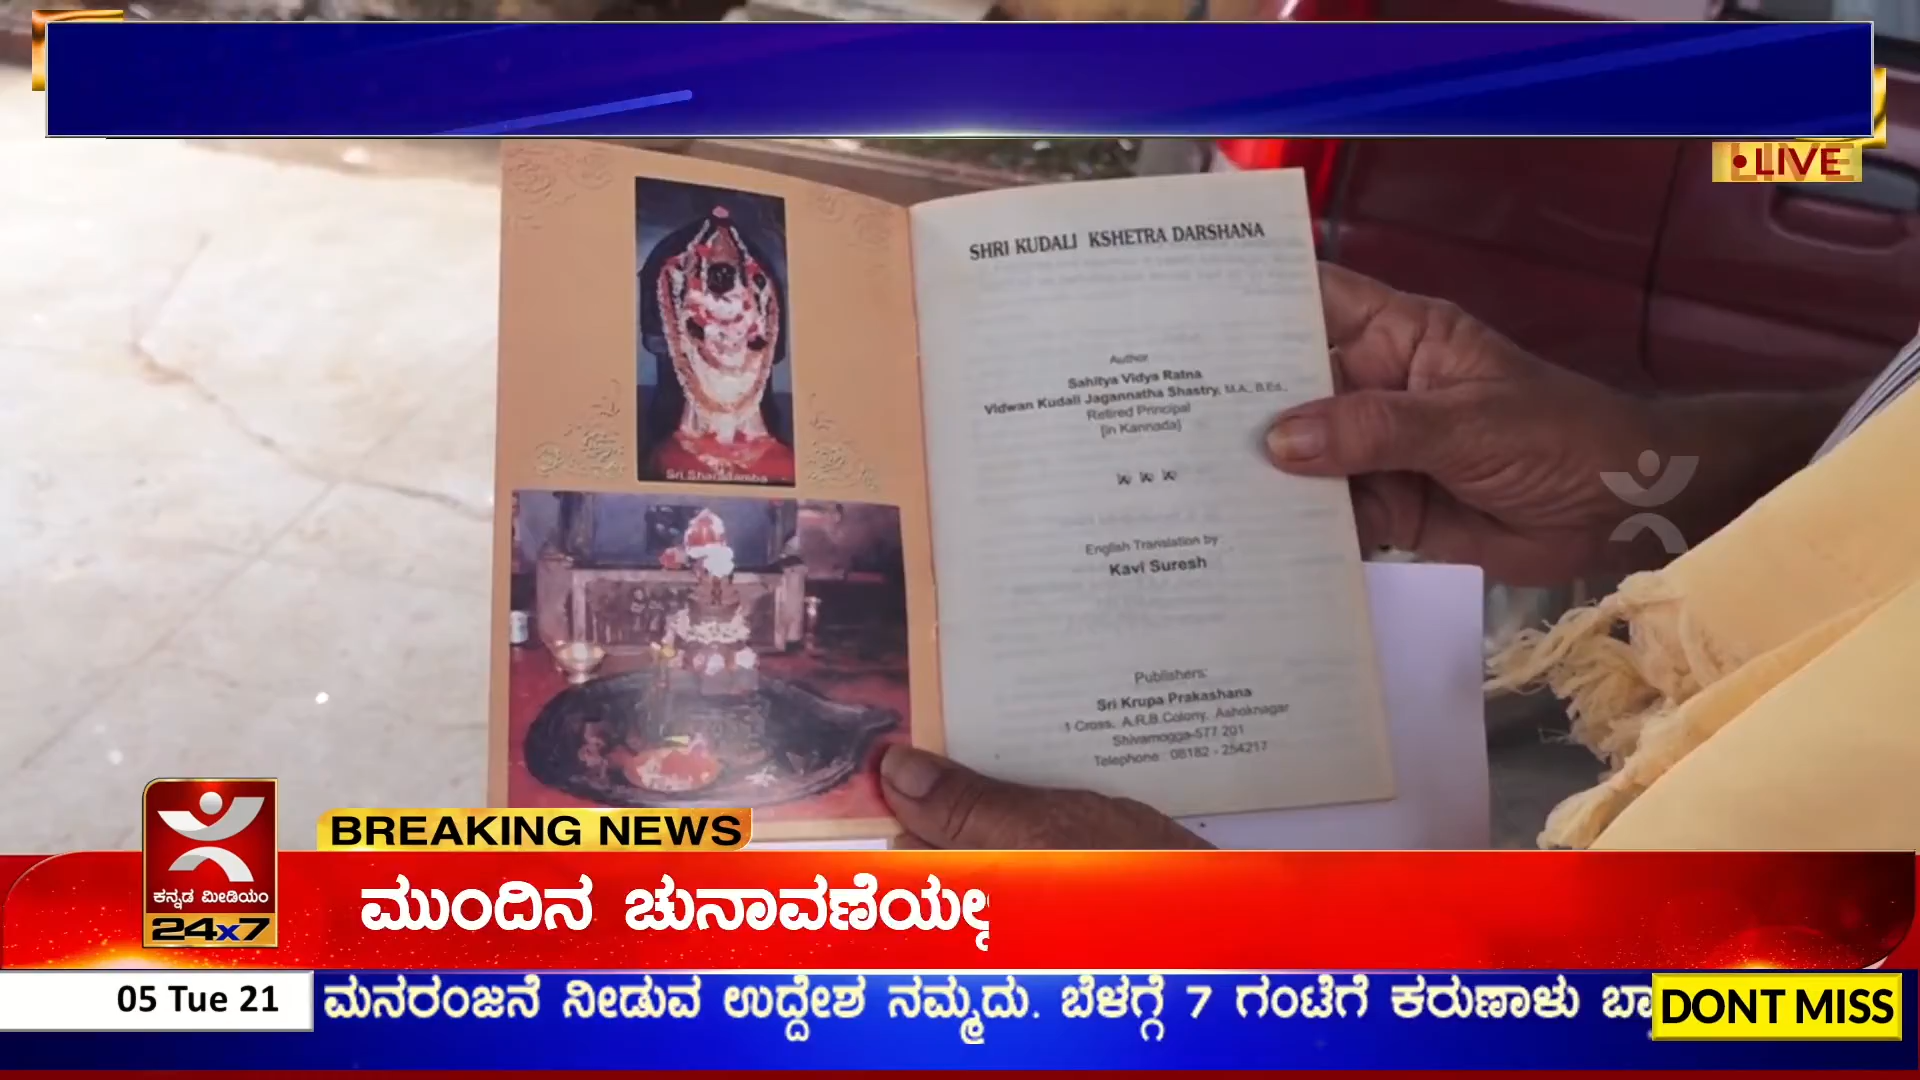 LIVE
Sri Sharadamba
SHRI KUDALI KSHETRA DARSHANA
Author
Sahitya Vidya Ratna
Vidwan Kudali Jagannatha Shastry, M.A., B.Ed.,
Retired Principal
[in Kannada]
English Translation by
Kavi Suresh
Publishers:
Sri Krupa Prakashana
1 Cross, A.R.B.Colony, Ashoknagar
Shivamogga-577 201
Telephone : 08182 - 254217
BREAKING NEWS
ಕನ್ನಡ ಮೀಡಿಯಂ
24x7
ಮುಂದಿನ ಚುನಾವಣೆಯಲ್ಲಿ
05 Tue 21
ಮನರಂಜನೆ ನೀಡುವ ಉದ್ದೇಶ ನಮ್ಮದು. ಬೆಳಗ್ಗೆ 7 ಗಂಟೆಗೆ ಕರುಣಾಳು ಬಾ
DONT MISS